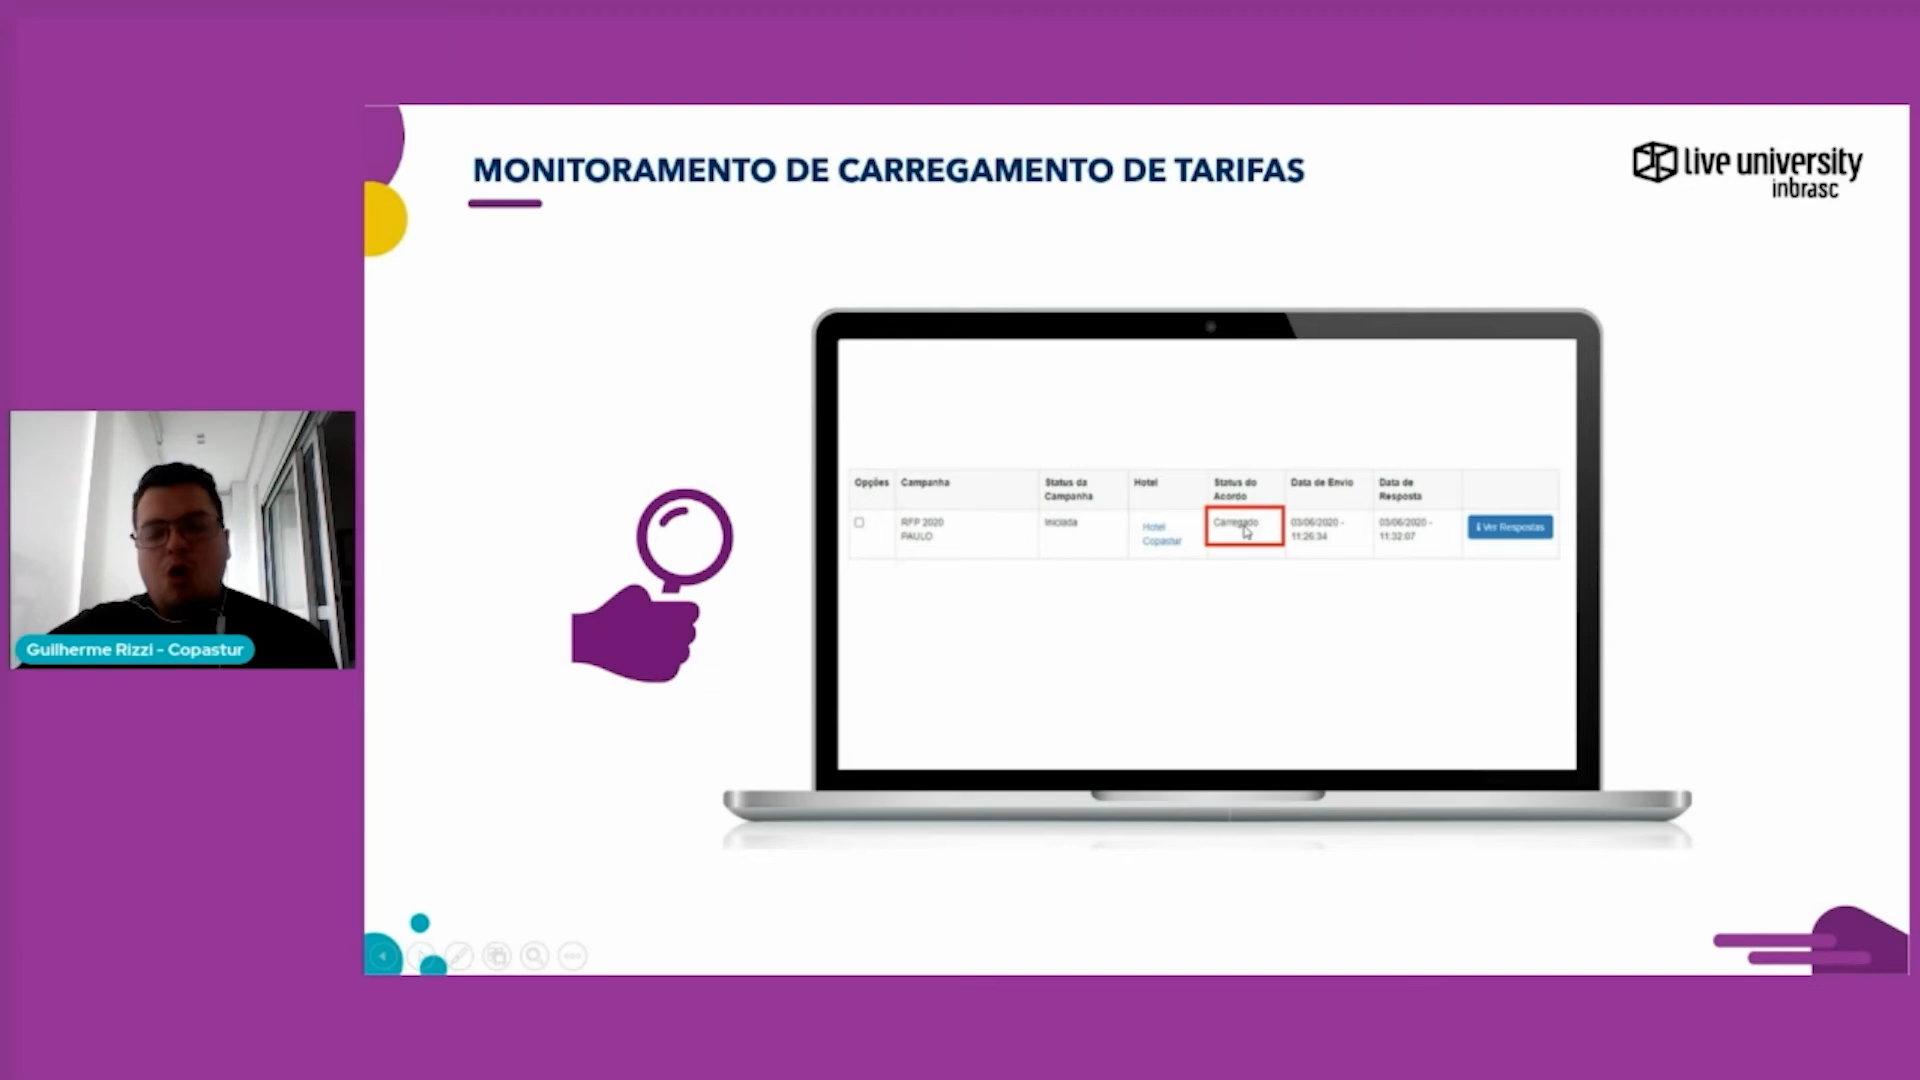 MONITORAMENTO DE CARREGAMENTO DE TARIFAS
live university
inbrasc
Opções Campanha Status da Campanha Hotel Status do Acordo Data de Envio Data de Resposta
RFP 2020 PAULO Iniciada Hotel Copastur Carregado 03/06/2020 - 11:26:34 03/06/2020 - 11:32:07 Ver Respostas
Guilherme Rizzi - Copastur